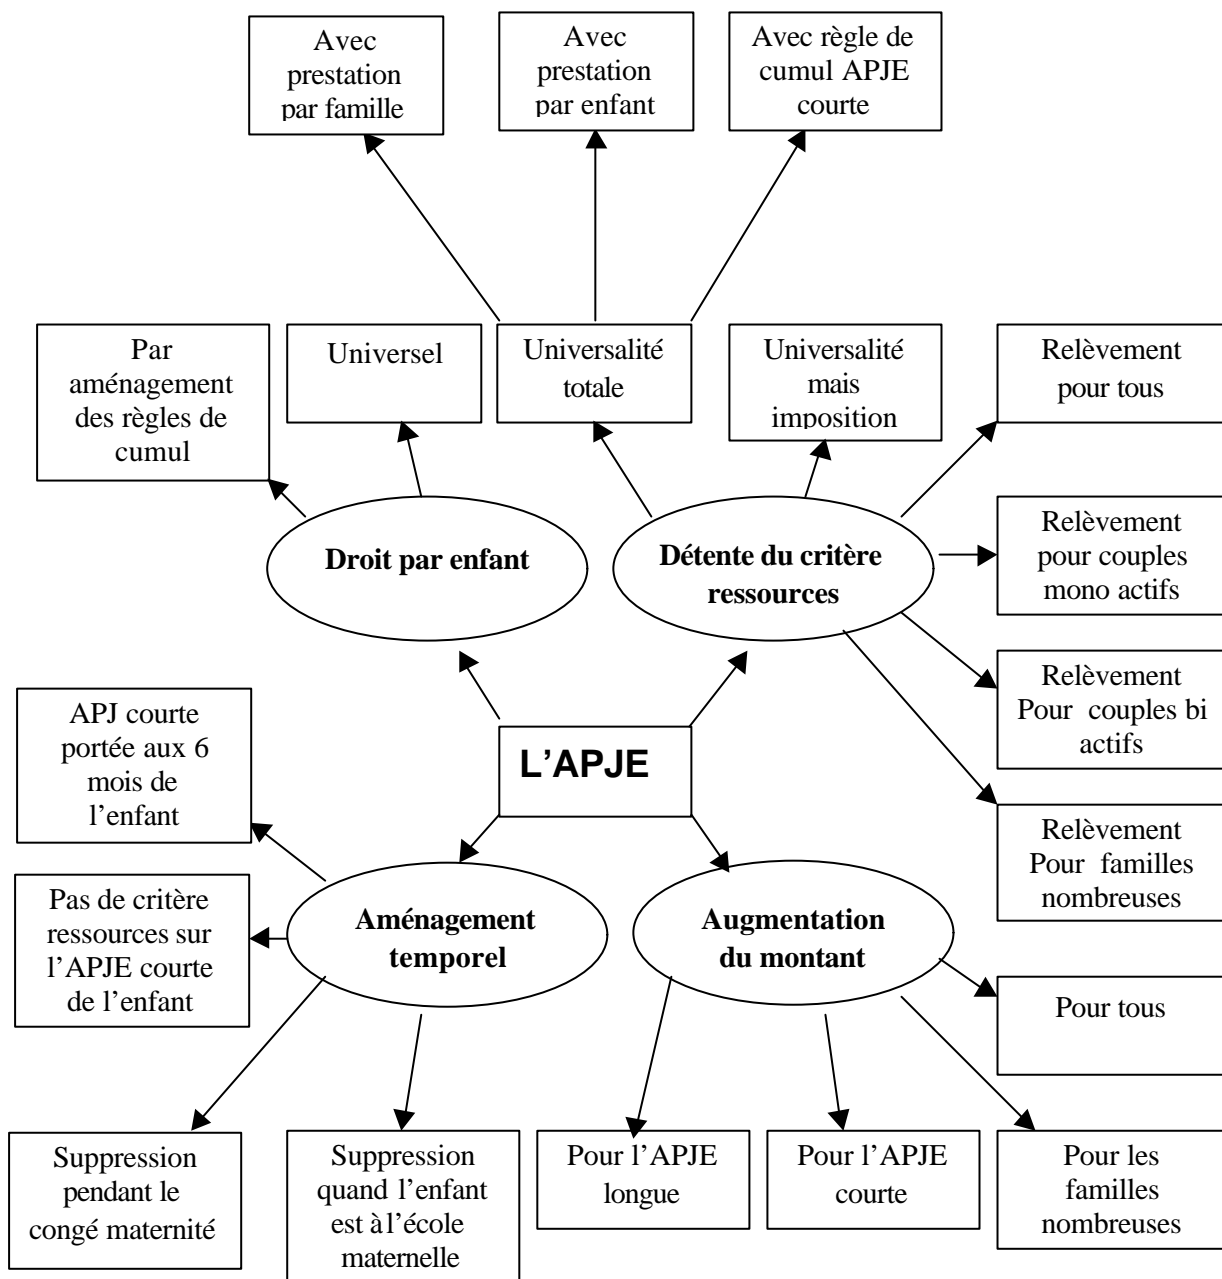 Avec
prestation
par famille
Avec
prestation
par enfant
Avec règle de
cumul APJE
courte
Par
aménagement
des règles de
cumul
Universel
Universalité
totale
Universalité
mais
imposition
Relèvement
pour tous
Droit par enfant
Détente du critère
ressources
Relèvement
pour couples
mono actifs
Relèvement
Pour couples bi
actifs
APJ courte
portée aux 6
mois de
l’enfant
L’APJE
Relèvement
Pour familles
nombreuses
Pas de critère
ressources sur
l’APJE courte
de l’enfant
Aménagement
temporel
Augmentation
du montant
Pour tous
Suppression
pendant le
congé maternité
Suppression
quand l’enfant
est à l’école
maternelle
Pour l’APJE
longue
Pour l’APJE
courte
Pour les
familles
nombreuses